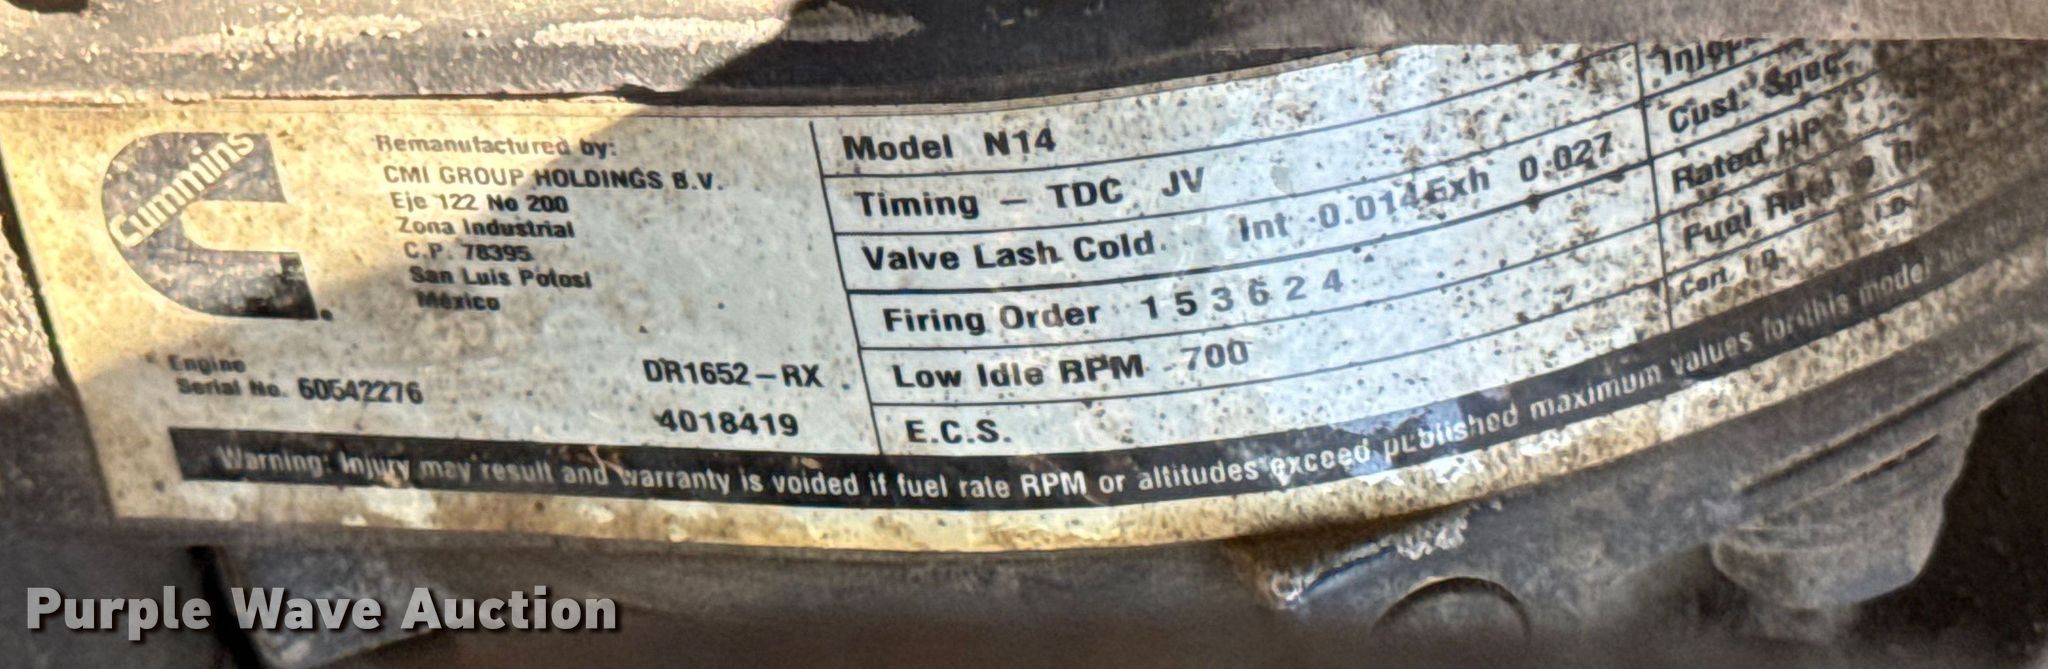 Cummins
Remanufactured by:
CMI GROUP HOLDINGS B.V.
Eje 122 No 200
Zona Industrial
C.P. 78395
San Luis Potosi
México
Engine
Serial No. 60542276
DR1652-RX
4018419
Model N14
Timing - TDC JV
Valve Lash Cold Int 0.014 Exh 0.027
Firing Order 1 5 3 6 2 4
Low Idle RPM 700
E.C.S.
Cust. Spec.
Rated HP
Fuel Rate
Cert. I.D.
Warning: Injury may result and warranty is voided if fuel rate RPM or altitudes exceed published maximum values for this model
Purple Wave Auction